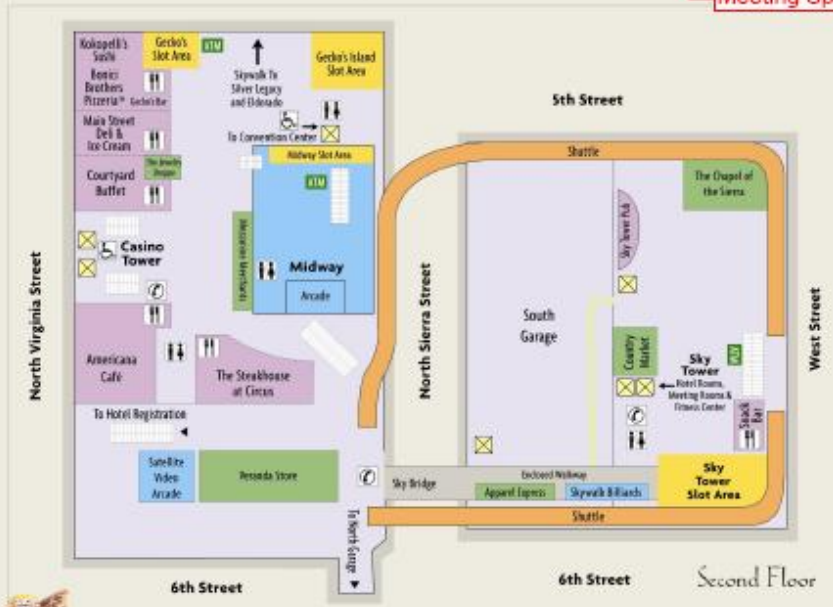 Meeting Sp
Kokopelli's
Sushi
Bonici
Brothers
Pizzeria™
Gecko's Bar
Main Street
Deli &
Ice Cream
Courtyard
Buffet
Gecko's
Slot Area
ATM
Skywalk To
Silver Legacy
and Eldorado
Gecko's Island
Slot Area
To Convention Center
Midway Slot Area
ATM
Mezzanine Merchants
Midway
Arcade
Casino
Tower
Americana
Café
The Steakhouse
at Circus
To Hotel Registration
Satellite
Video
Arcade
Veranda Store
To North Garage
North Virginia Street
6th Street
North Sierra Street
5th Street
Shuttle
The Chapel of
the Sierra
Sky Tower Pub
South
Garage
Country
Market
Sky
Tower
Hotel Rooms,
Meeting Rooms &
Fitness Center
ATM
Snack
Bar
West Street
Sky Bridge
Enclosed Walkway
Apparel Express
Skywalk Billiards
Sky
Tower
Slot Area
Shuttle
6th Street
Second Floor